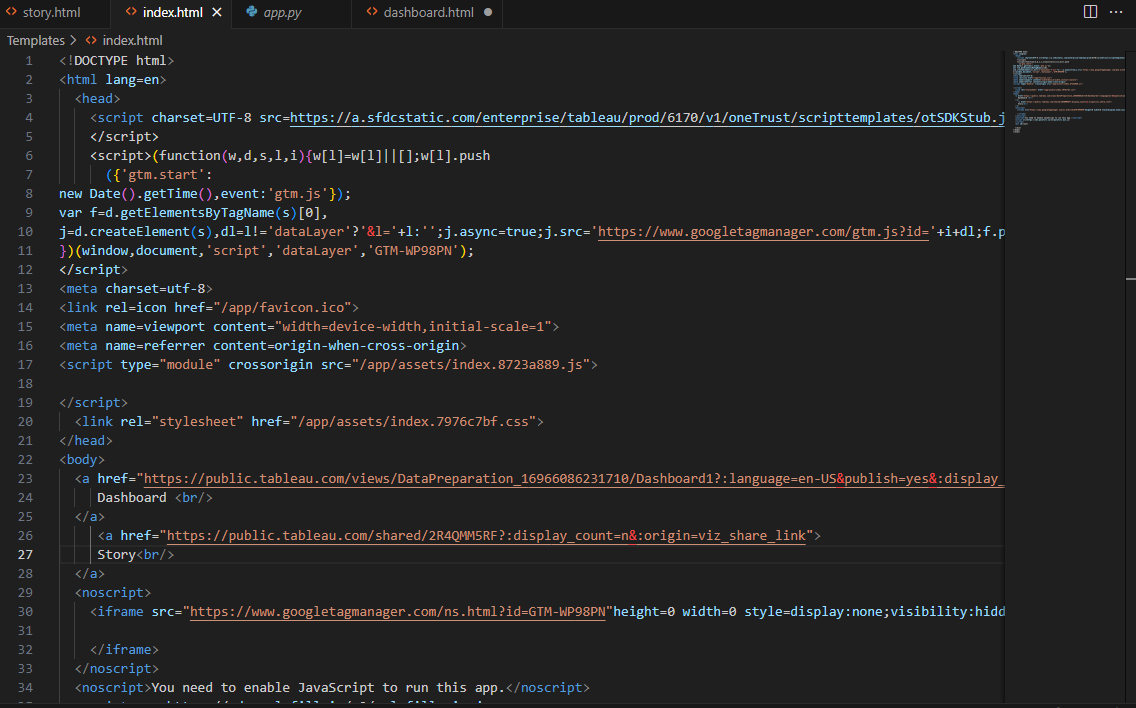 story.html index.html app.py dashboard.html
Templates > index.html
1 <!DOCTYPE html>
2 <html lang=en>
3 <head>
4 <script charset=UTF-8 src=https://a.sfdcstatic.com/enterprise/tableau/prod/6170/v1/oneTrust/scripttemplates/otSDKStub.j
5 </script>
6 <script>(function(w,d,s,l,i){w[l]=w[l]||[];w[l].push
7 ({'gtm.start':
8 new Date().getTime(),event:'gtm.js'});
9 var f=d.getElementsByTagName(s)[0],
10 j=d.createElement(s),dl=l!='dataLayer'?'&l='+l:'';j.async=true;j.src='https://www.googletagmanager.com/gtm.js?id='+i+dl;f.p
11 })(window,document,'script','dataLayer','GTM-WP98PN');
12 </script>
13 <meta charset=utf-8>
14 <link rel=icon href="/app/favicon.ico">
15 <meta name=viewport content="width=device-width,initial-scale=1">
16 <meta name=referrer content=origin-when-cross-origin>
17 <script type="module" crossorigin src="/app/assets/index.8723a889.js">
18
19 </script>
20 <link rel="stylesheet" href="/app/assets/index.7976c7bf.css">
21 </head>
22 <body>
23 <a href="https://public.tableau.com/views/DataPreparation_16966086231710/Dashboard1?:language=en-US&publish=yes&:display_
24 Dashboard <br/>
25 </a>
26 <a href="https://public.tableau.com/shared/2R4QMM5RF?:display_count=n&:origin=viz_share_link">
27 Story<br/>
28 </a>
29 <noscript>
30 <iframe src="https://www.googletagmanager.com/ns.html?id=GTM-WP98PN"height=0 width=0 style=display:none;visibility:hidd
31
32 </iframe>
33 </noscript>
34 <noscript>You need to enable JavaScript to run this app.</noscript>